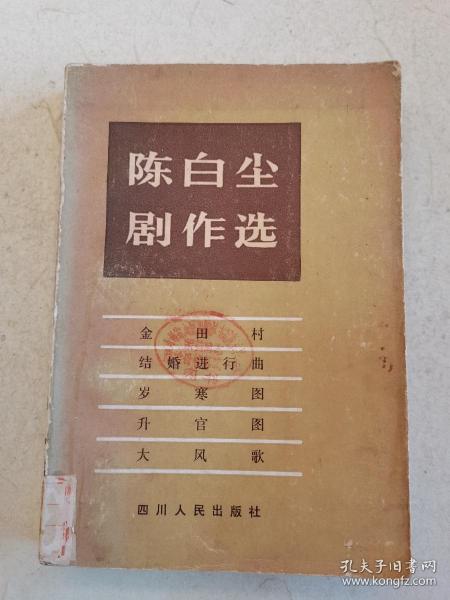 陈白尘
剧作选
金田村
结婚进行曲
岁寒图
升官图
大风歌
四川人民出版社
孔夫子旧书网
www.kongfz.com